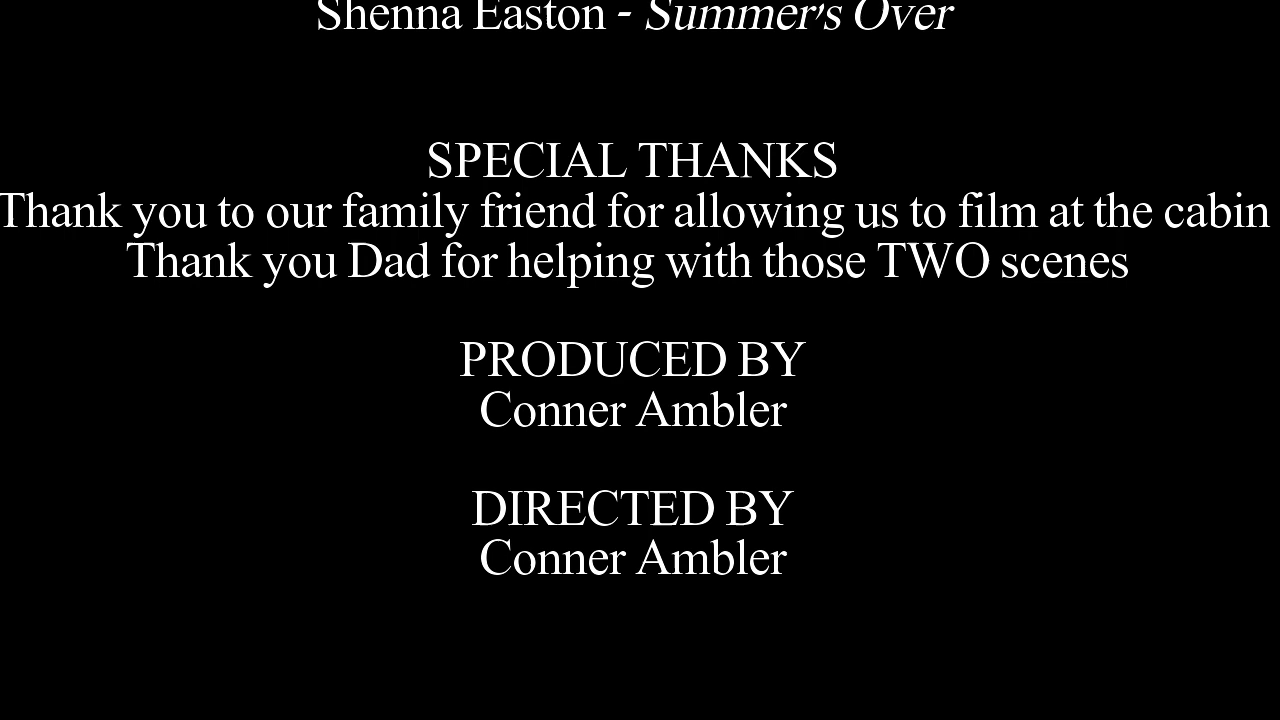 Shenna Easton - Summer's Over
SPECIAL THANKS
Thank you to our family friend for allowing us to film at the cabin
Thank you Dad for helping with those TWO scenes
PRODUCED BY
Conner Ambler
DIRECTED BY
Conner Ambler